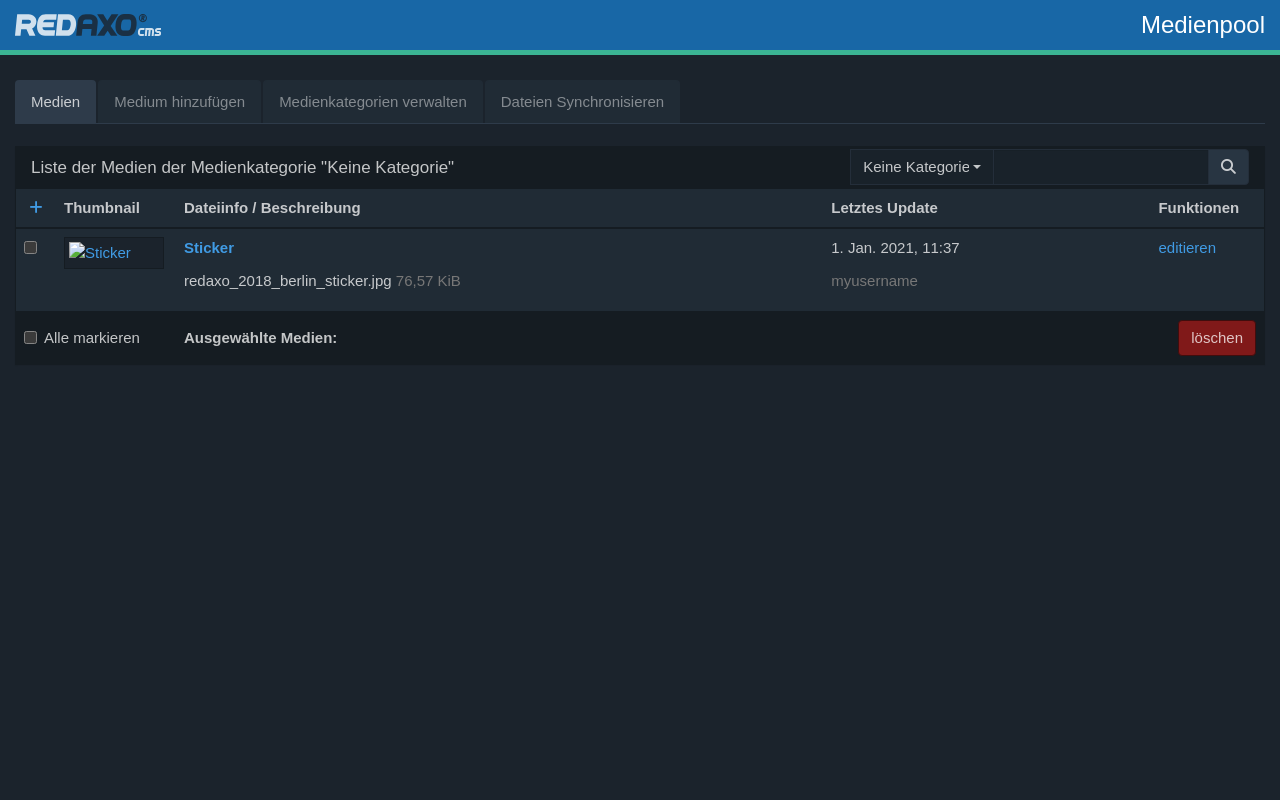 REDAXO® cms
Medienpool
Medien Medium hinzufügen Medienkategorien verwalten Dateien Synchronisieren
Liste der Medien der Medienkategorie "Keine Kategorie" Keine Kategorie
+ Thumbnail Dateiinfo / Beschreibung Letztes Update Funktionen
Sticker Sticker 1. Jan. 2021, 11:37 editieren
redaxo_2018_berlin_sticker.jpg 76,57 KiB myusername
Alle markieren Ausgewählte Medien: löschen